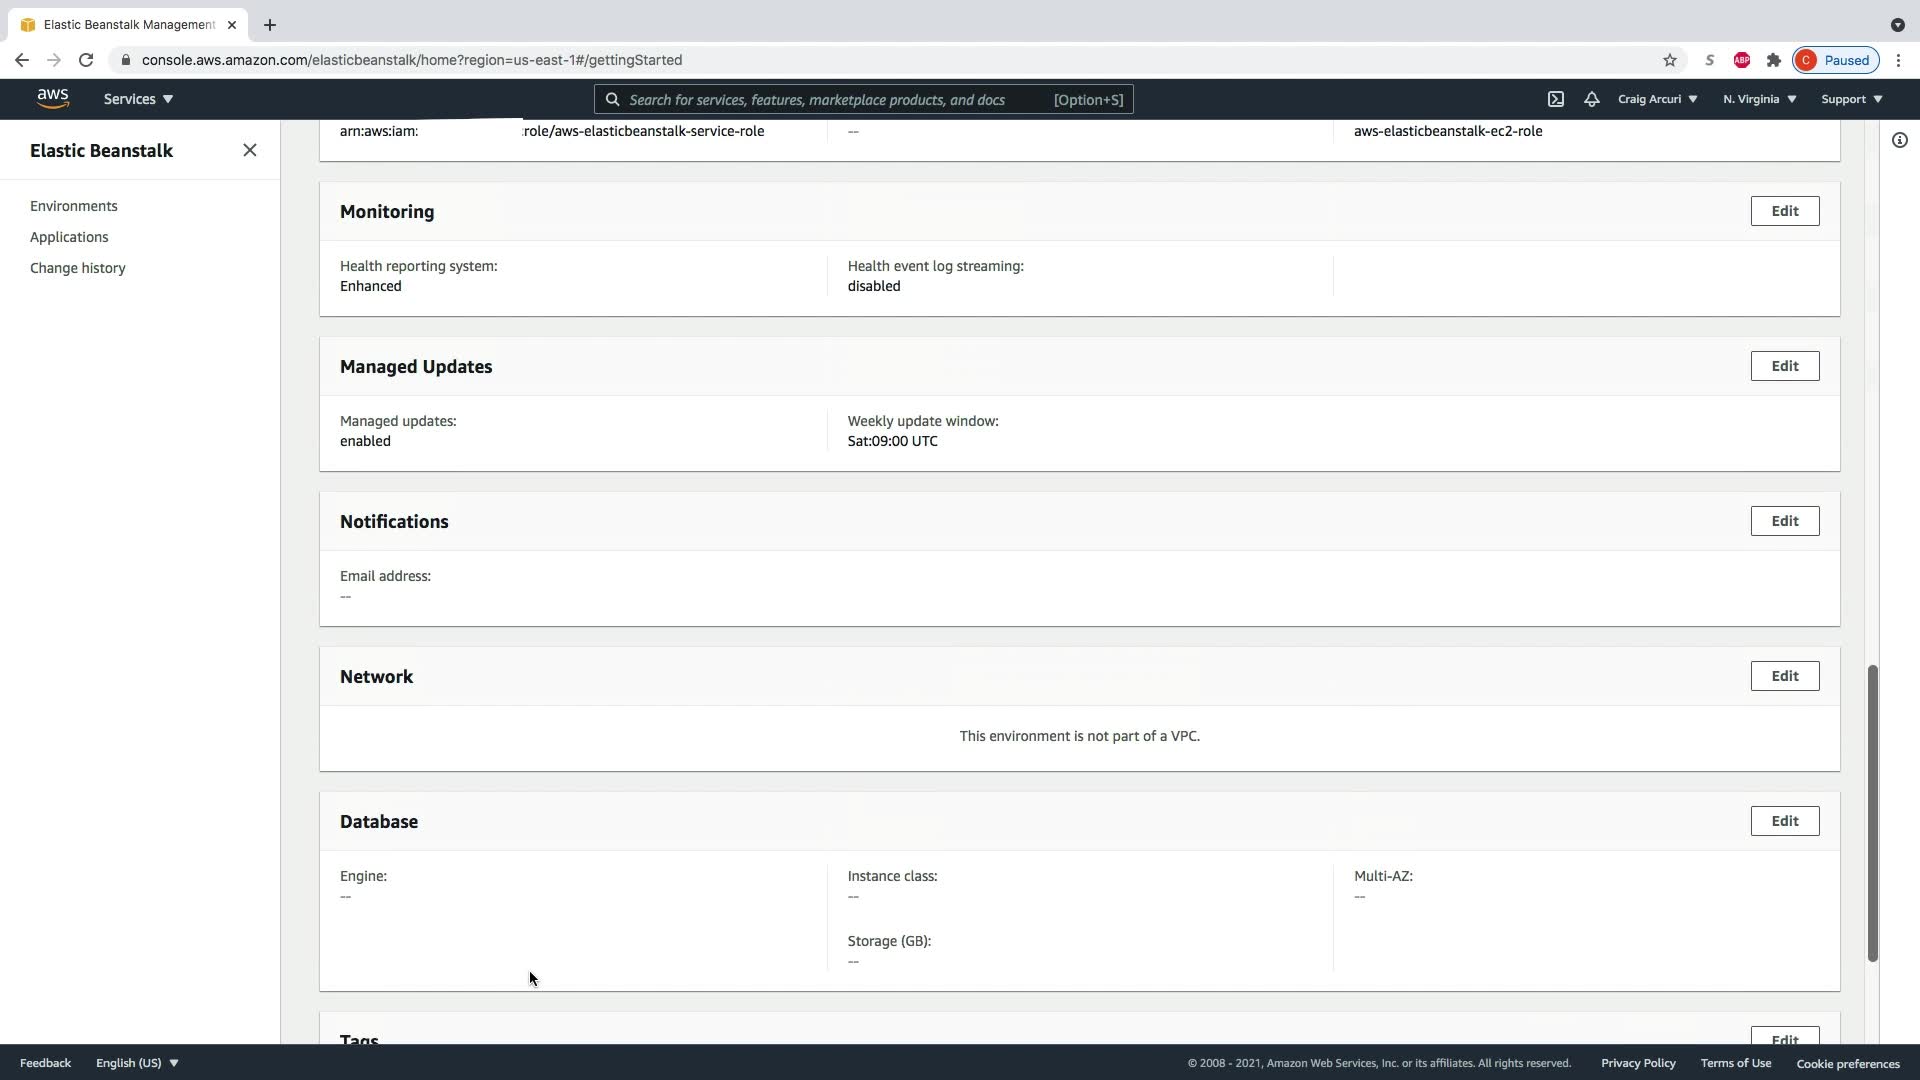 Elastic Beanstalk Management
console.aws.amazon.com/elasticbeanstalk/home?region=us-east-1#/gettingStarted
S
ABP
C
Paused
aws
Services
Search for services, features, marketplace products, and docs
[Option+S]
Craig Arcuri
N. Virginia
Support
Elastic Beanstalk
Environments
Applications
Change history
arn:aws:iam:
:role/aws-elasticbeanstalk-service-role
--
aws-elasticbeanstalk-ec2-role
Monitoring
Edit
Health reporting system:
Enhanced
Health event log streaming:
disabled
Managed Updates
Edit
Managed updates:
enabled
Weekly update window:
Sat:09:00 UTC
Notifications
Edit
Email address:
--
Network
Edit
This environment is not part of a VPC.
Database
Edit
Engine:
--
Instance class:
--
Storage (GB):
--
Multi-AZ:
--
Tags
Edit
Feedback
English (US)
© 2008 - 2021, Amazon Web Services, Inc. or its affiliates. All rights reserved.
Privacy Policy
Terms of Use
Cookie preferences